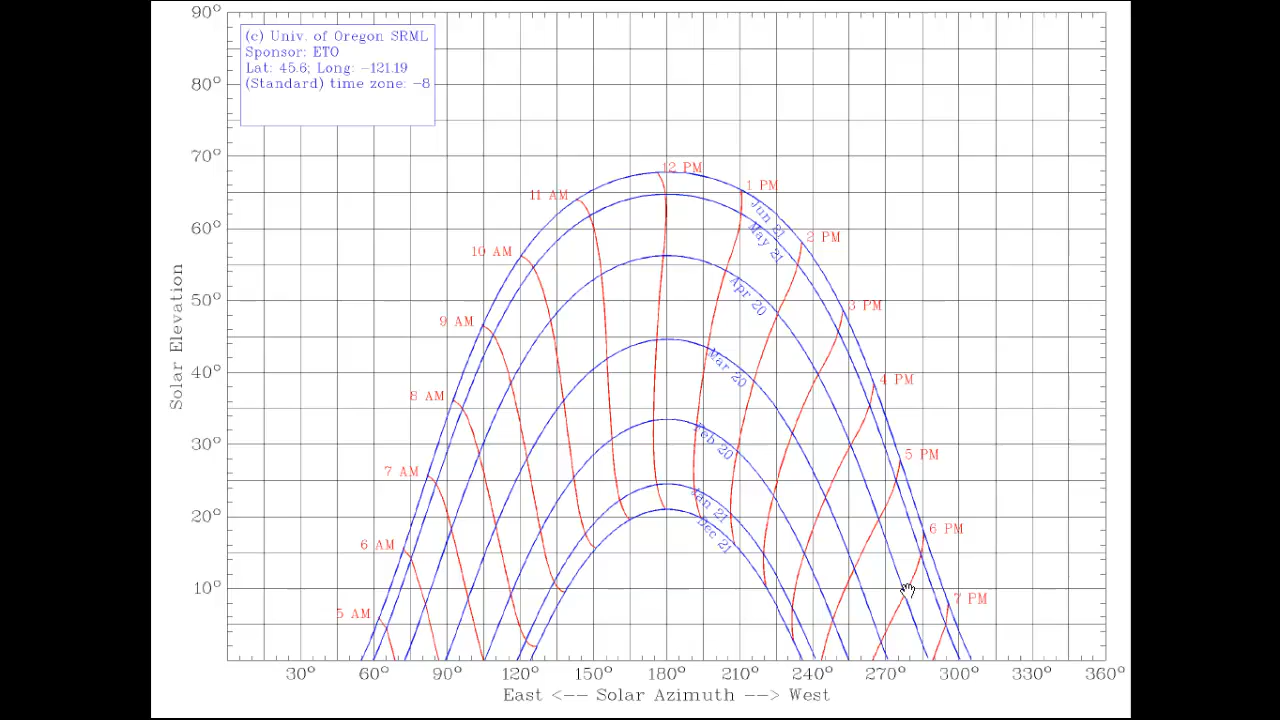 90°
(c) Univ. of Oregon SRML
Sponsor: ETO
Lat: 45.6; Long: -121.19
(Standard) time zone: -8
80°
70°
60°
50°
40°
30°
20°
10°
Solar Elevation
5 AM
6 AM
7 AM
8 AM
9 AM
10 AM
11 AM
12 PM
1 PM
2 PM
3 PM
4 PM
5 PM
6 PM
7 PM
Jun 21
May 21
Apr 20
Mar 20
Feb 20
Jan 21
Dec 21
30° 60° 90° 120° 150° 180° 210° 240° 270° 300° 330° 360°
East <-- Solar Azimuth --> West